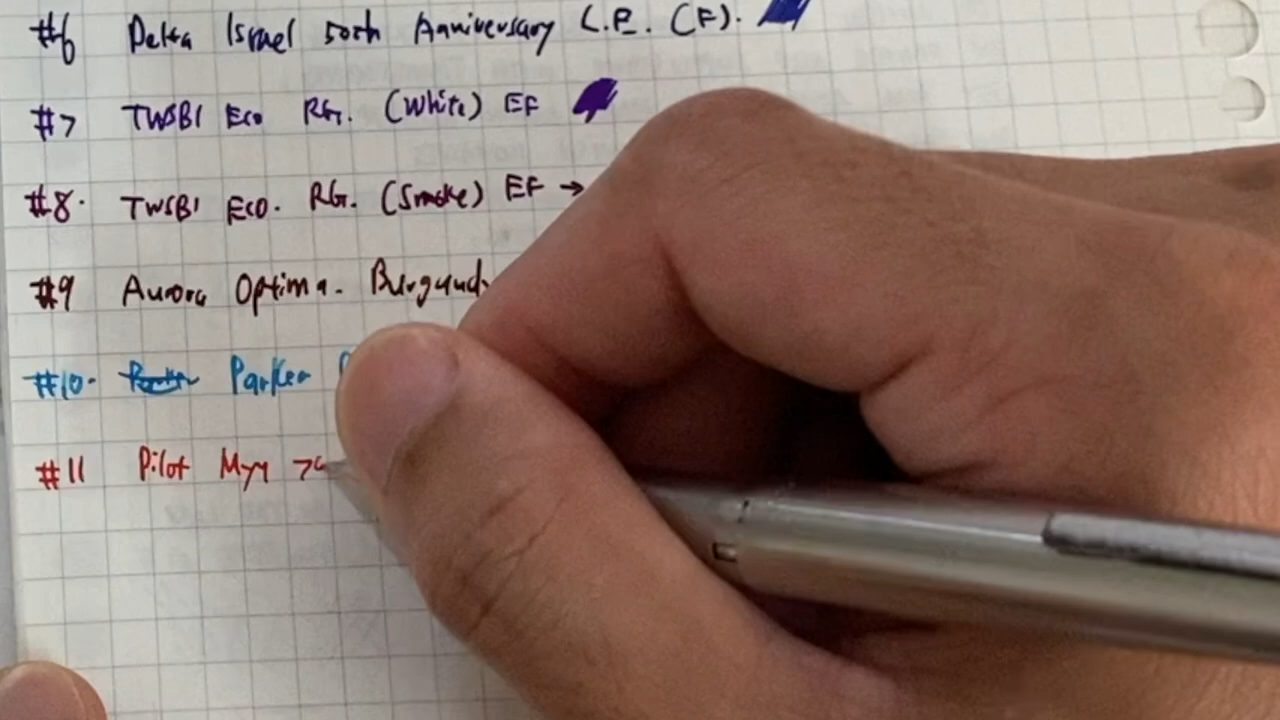 #6 Delta Israel 50th Anniversary L.E. (F).
#7 TWSBI Eco RG. (White) EF
#8. TWSBI Eco. RG. (Smoke) EF →
#9 Aurora Optima. Burgund
#10. Parker
#11 Pilot Myu 7